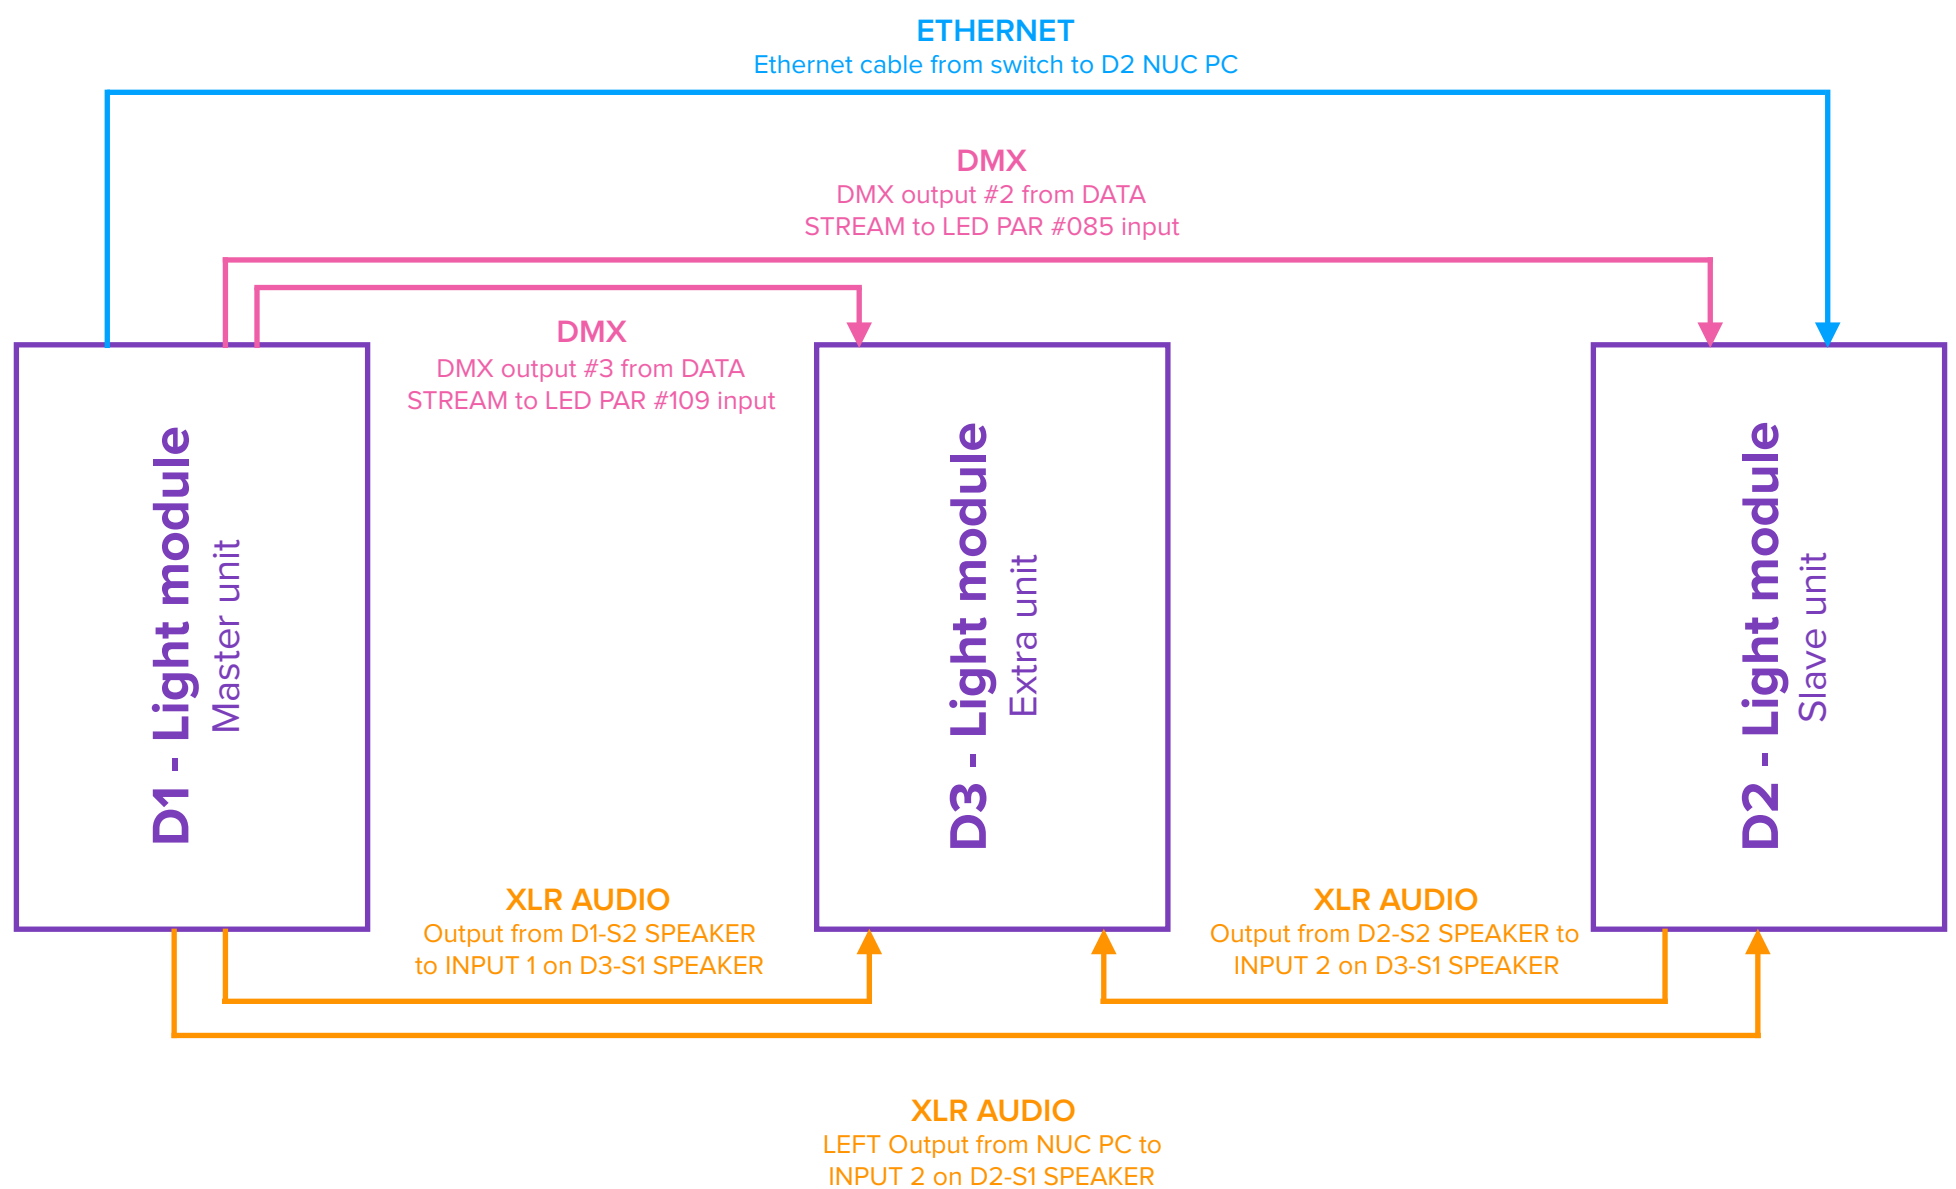 ETHERNET
Ethernet cable from switch to D2 NUC PC
DMX
DMX output #2 from DATA
STREAM to LED PAR #085 input
DMX
DMX output #3 from DATA
STREAM to LED PAR #109 input
D1 - Light module
Master unit
D3 - Light module
Extra unit
D2 - Light module
Slave unit
XLR AUDIO
Output from D1-S2 SPEAKER
to INPUT 1 on D3-S1 SPEAKER
XLR AUDIO
Output from D2-S2 SPEAKER to
INPUT 2 on D3-S1 SPEAKER
XLR AUDIO
LEFT Output from NUC PC to
INPUT 2 on D2-S1 SPEAKER